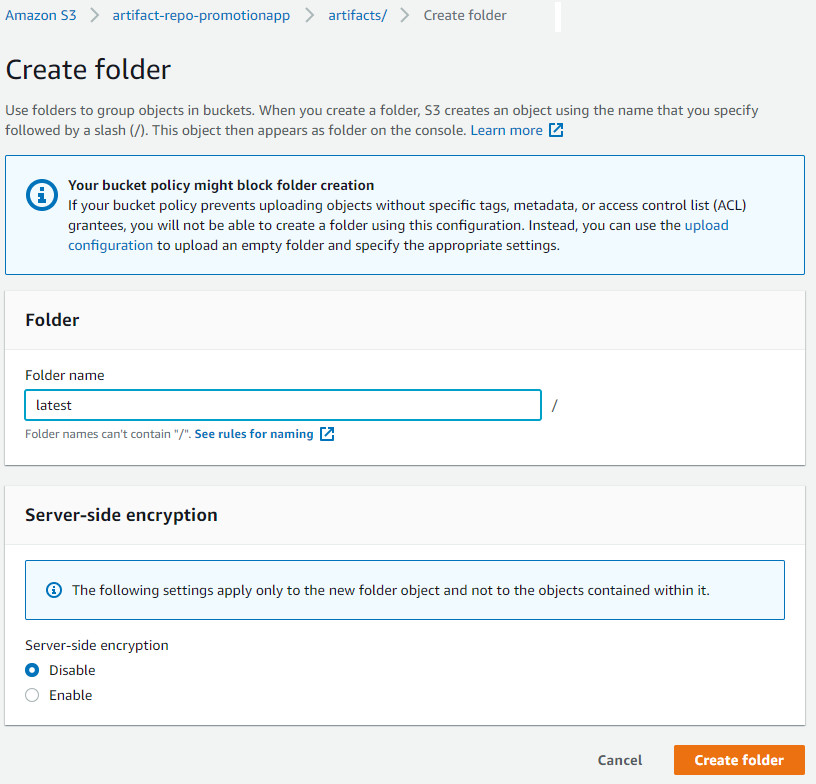 Amazon S3 > artifact-repo-promotionapp > artifacts/ > Create folder
Create folder
Use folders to group objects in buckets. When you create a folder, S3 creates an object using the name that you specify
followed by a slash (/). This object then appears as folder on the console. Learn more
Your bucket policy might block folder creation
If your bucket policy prevents uploading objects without specific tags, metadata, or access control list (ACL)
grantees, you will not be able to create a folder using this configuration. Instead, you can use the upload
configuration to upload an empty folder and specify the appropriate settings.
Folder
Folder name
latest /
Folder names can't contain "/". See rules for naming
Server-side encryption
The following settings apply only to the new folder object and not to the objects contained within it.
Server-side encryption
Disable
Enable
Cancel Create folder